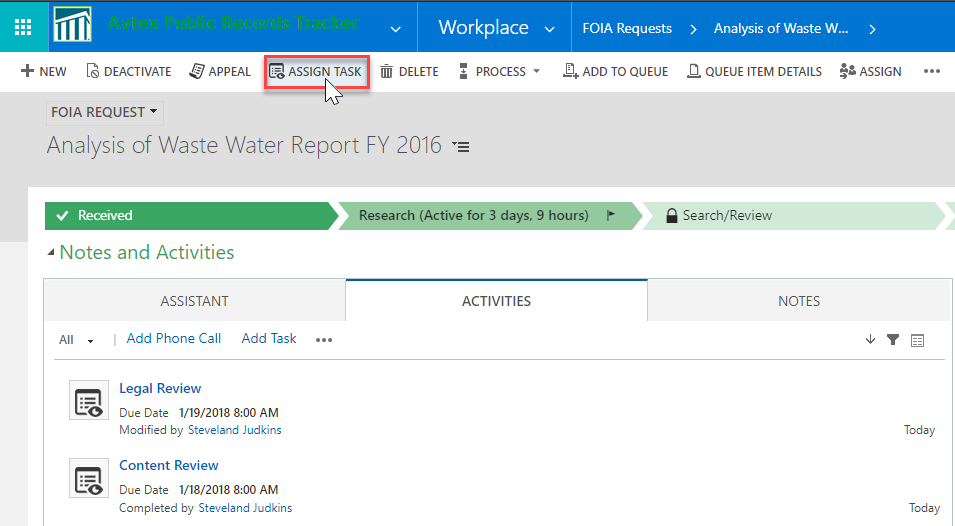 Avtex Public Records Tracker Workplace FOIA Requests Analysis of Waste W...
NEW DEACTIVATE APPEAL ASSIGN TASK DELETE PROCESS ADD TO QUEUE QUEUE ITEM DETAILS ASSIGN ...
FOIA REQUEST
Analysis of Waste Water Report FY 2016
Received Research (Active for 3 days, 9 hours) Search/Review
Notes and Activities
ASSISTANT ACTIVITIES NOTES
All | Add Phone Call Add Task ...
Legal Review
Due Date 1/19/2018 8:00 AM
Modified by Steveland Judkins Today
Content Review
Due Date 1/18/2018 8:00 AM
Completed by Steveland Judkins Today